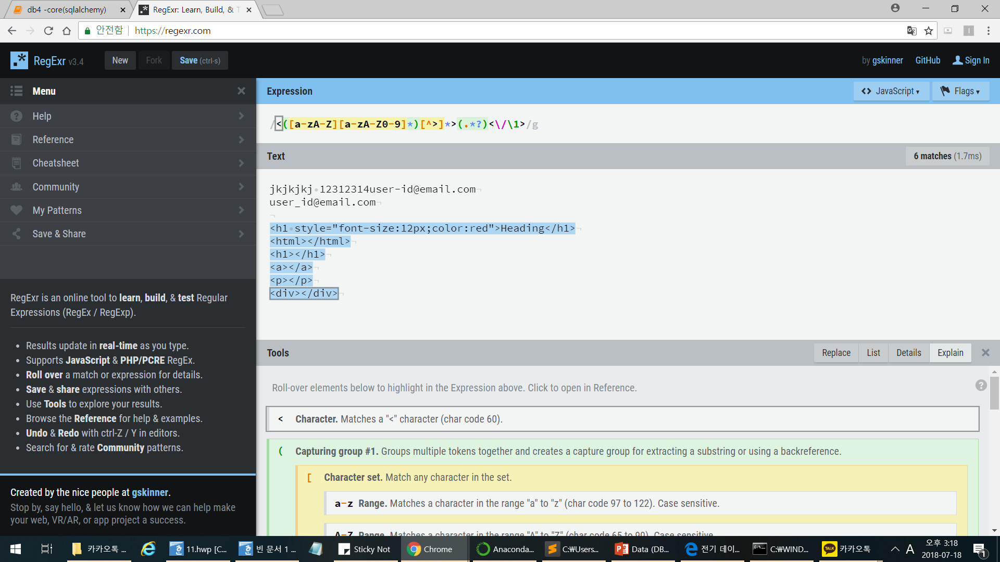 db4 -core(sqlalchemy)
RegExr: Learn, Build, & T
안전함
https://regexr.com
RegExr v3.4
New
Fork
Save (ctrl-s)
by gskinner
GitHub
Sign In
Menu
Help
Reference
Cheatsheet
Community
My Patterns
Save & Share
RegExr is an online tool to learn, build, & test Regular
Expressions (RegEx / RegExp).
• Results update in real-time as you type.
• Supports JavaScript & PHP/PCRE RegEx.
• Roll over a match or expression for details.
• Save & share expressions with others.
• Use Tools to explore your results.
• Browse the Reference for help & examples.
• Undo & Redo with ctrl-Z / Y in editors.
• Search for & rate Community patterns.
Created by the nice people at gskinner.
Stop by, say hello, & let us know how we can help make
your web, VR/AR, or app project a success.
Expression
JavaScript
Flags
/<([a-zA-Z][a-zA-Z0-9]*)[^>]*>(.*?)<\/\1>/g
Text
6 matches (1.7ms)
jkjkjkj 12312314user-id@email.com
user_id@email.com
<h1 style="font-size:12px;color:red">Heading</h1>
<html></html>
<h1></h1>
<a></a>
<p></p>
<div></div>
Tools
Replace
List
Details
Explain
Roll-over elements below to highlight in the Expression above. Click to open in Reference.
< Character. Matches a "<" character (char code 60).
( Capturing group #1. Groups multiple tokens together and creates a capture group for extracting a substring or using a backreference.
[ Character set. Match any character in the set.
a-z Range. Matches a character in the range "a" to "z" (char code 97 to 122). Case sensitive.
A-Z Range. Matches a character in the range "A" to "Z" (char code 65 to 90). Case sensitive.
카카오톡 ...
11.hwp [C...
빈 문서 1 ...
Sticky Not
Chrome
Anaconda...
C:₩Users...
Data (DB...
전기 데이...
C:₩WIND...
TALK
카카오톡
A
오후 3:18
2018-07-18
1